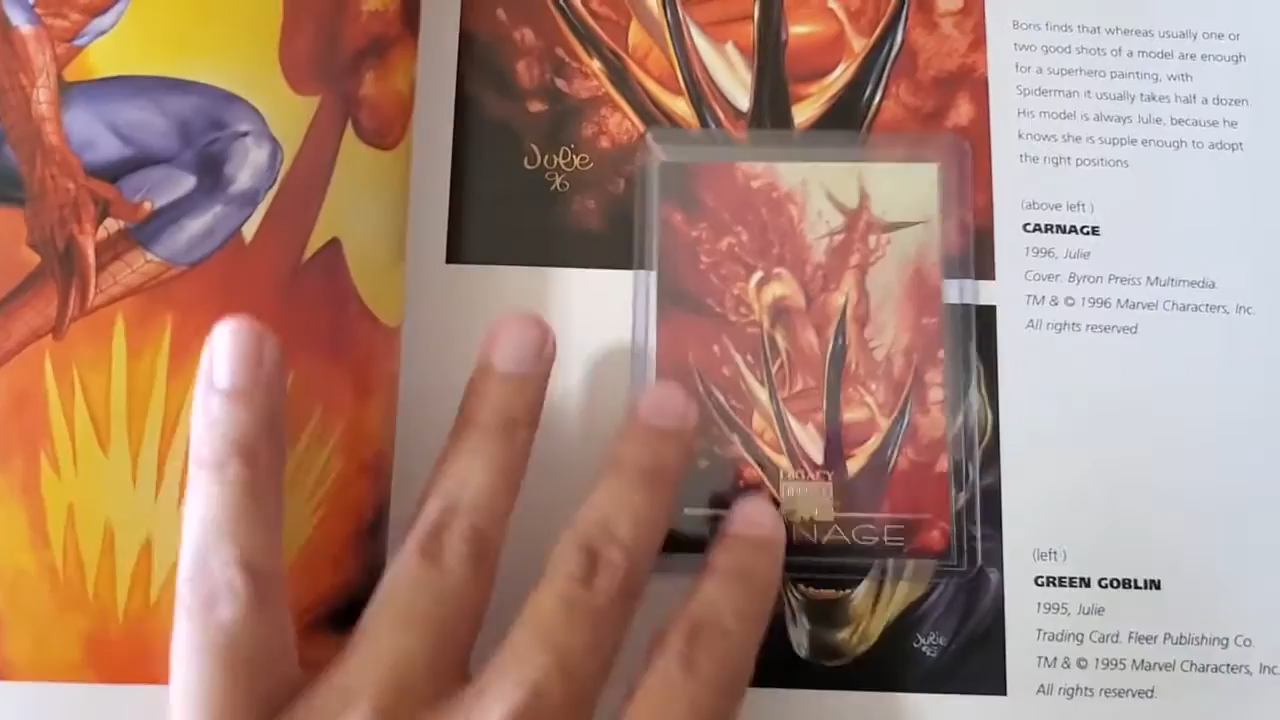 Boris finds that whereas usually one or
two good shots of a model are enough
for a superhero painting, with
Spiderman it usually takes half a dozen.
His model is always Julie, because he
knows she is supple enough to adopt
the right positions
(above left )
CARNAGE
1996, Julie
Cover. Byron Preiss Multimedia.
TM & © 1996 Marvel Characters, Inc.
All rights reserved
(left )
GREEN GOBLIN
1995, Julie
Trading Card. Fleer Publishing Co.
TM & © 1995 Marvel Characters, Inc.
All rights reserved.
Julie
96
LEGACY
NAGE
Julie
95